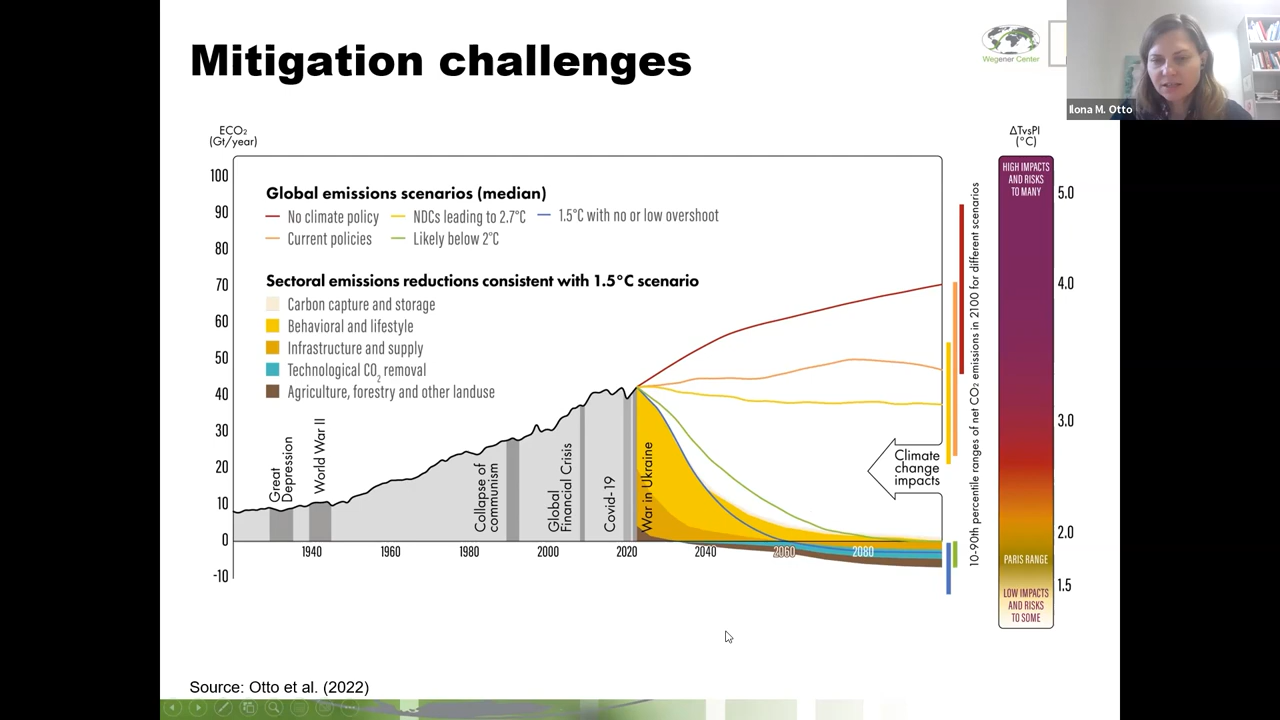 Mitigation challenges
Wegener Center
Ilona M. Otto
ECO₂
(Gt/year)
100
90
80
70
60
50
40
30
20
10
0
-10
Global emissions scenarios (median)
No climate policy
NDCs leading to 2.7°C
1.5°C with no or low overshoot
Current policies
Likely below 2°C
Sectoral emissions reductions consistent with 1.5°C scenario
Carbon capture and storage
Behavioral and lifestyle
Infrastructure and supply
Technological CO₂ removal
Agriculture, forestry and other landuse
Great
Depression
World War II
Collapse of
communism
Global
Financial Crisis
Covid-19
War in Ukraine
Climate
change
impacts
1940
1960
1980
2000
2020
2040
2060
2080
10-90th percentile ranges of net CO₂ emissions in 2100 for different scenarios
ΔTvsPI
(°C)
HIGH IMPACTS
AND RISKS
TO MANY
5.0
4.0
3.0
2.0
PARIS RANGE
1.5
LOW IMPACTS
AND RISKS
TO SOME
Source: Otto et al. (2022)